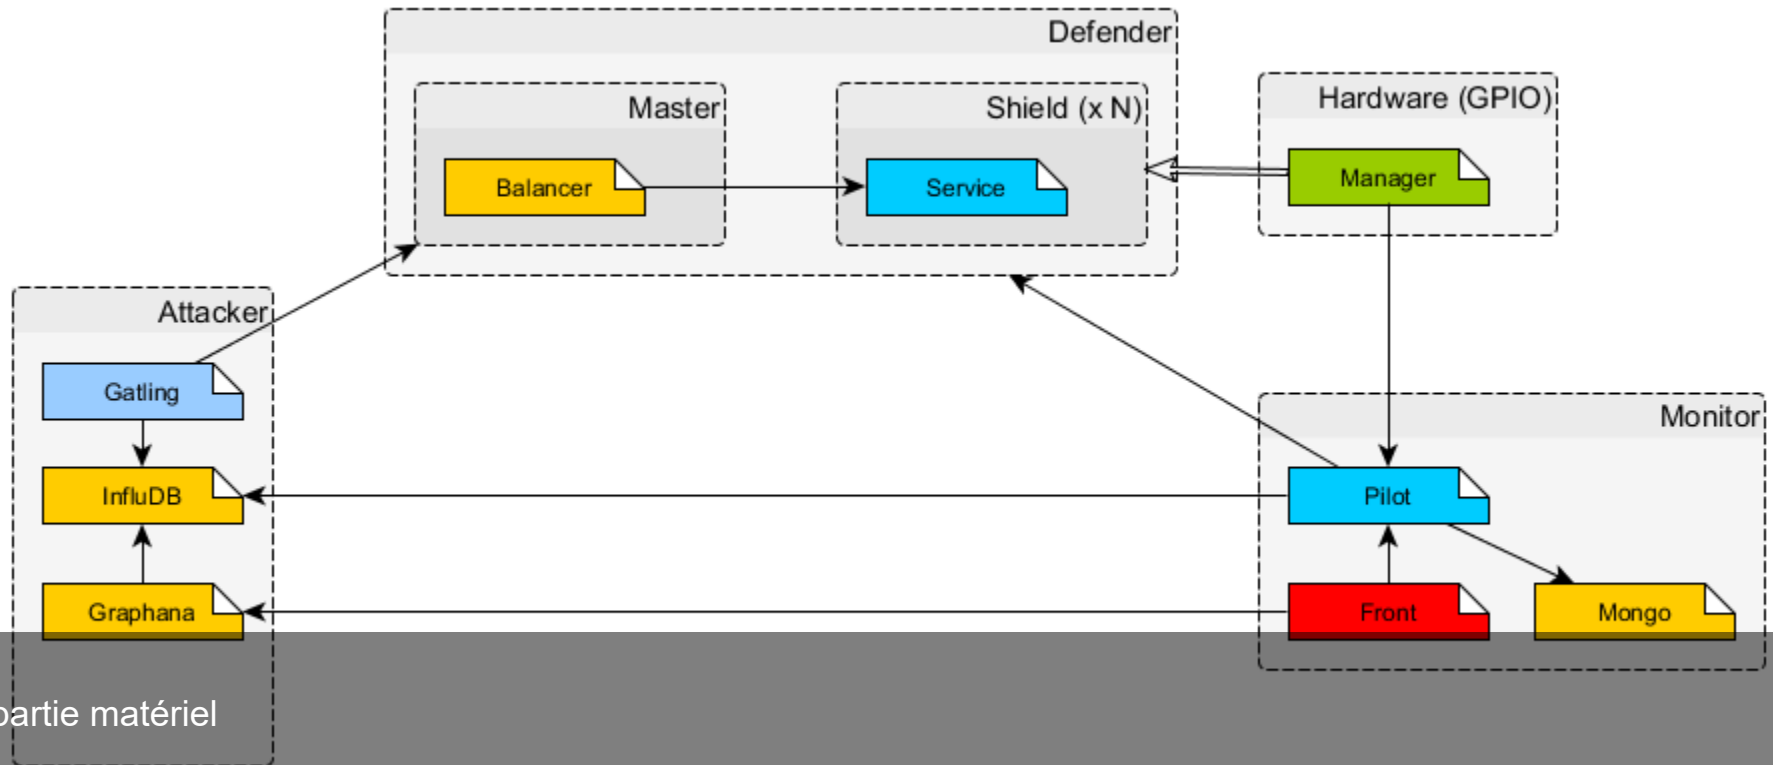 Defender
Master
Shield (x N)
Hardware (GPIO)
Balancer
Service
Manager
Attacker
Gatling
InfluDB
Graphana
Monitor
Pilot
Front
Mongo
partie matériel